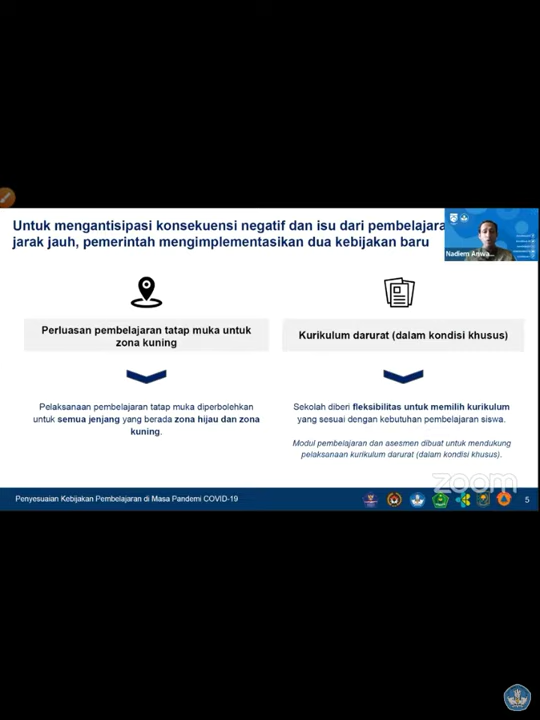 Untuk mengantisipasi konsekuensi negatif dan isu dari pembelajara
jarak jauh, pemerintah mengimplementasikan dua kebijakan baru
Nadiem Anwa...
Perluasan pembelajaran tatap muka untuk
zona kuning
Pelaksanaan pembelajaran tatap muka diperbolehkan
untuk semua jenjang yang berada zona hijau dan zona
kuning.
Kurikulum darurat (dalam kondisi khusus)
Sekolah diberi fleksibilitas untuk memilih kurikulum
yang sesuai dengan kebutuhan pembelajaran siswa.
Modul pembelajaran dan asesmen dibuat untuk mendukung
pelaksanaan kurikulum darurat (dalam kondisi khusus).
zoom
Penyesuaian Kebijakan Pembelajaran di Masa Pandemi COVID-19
5